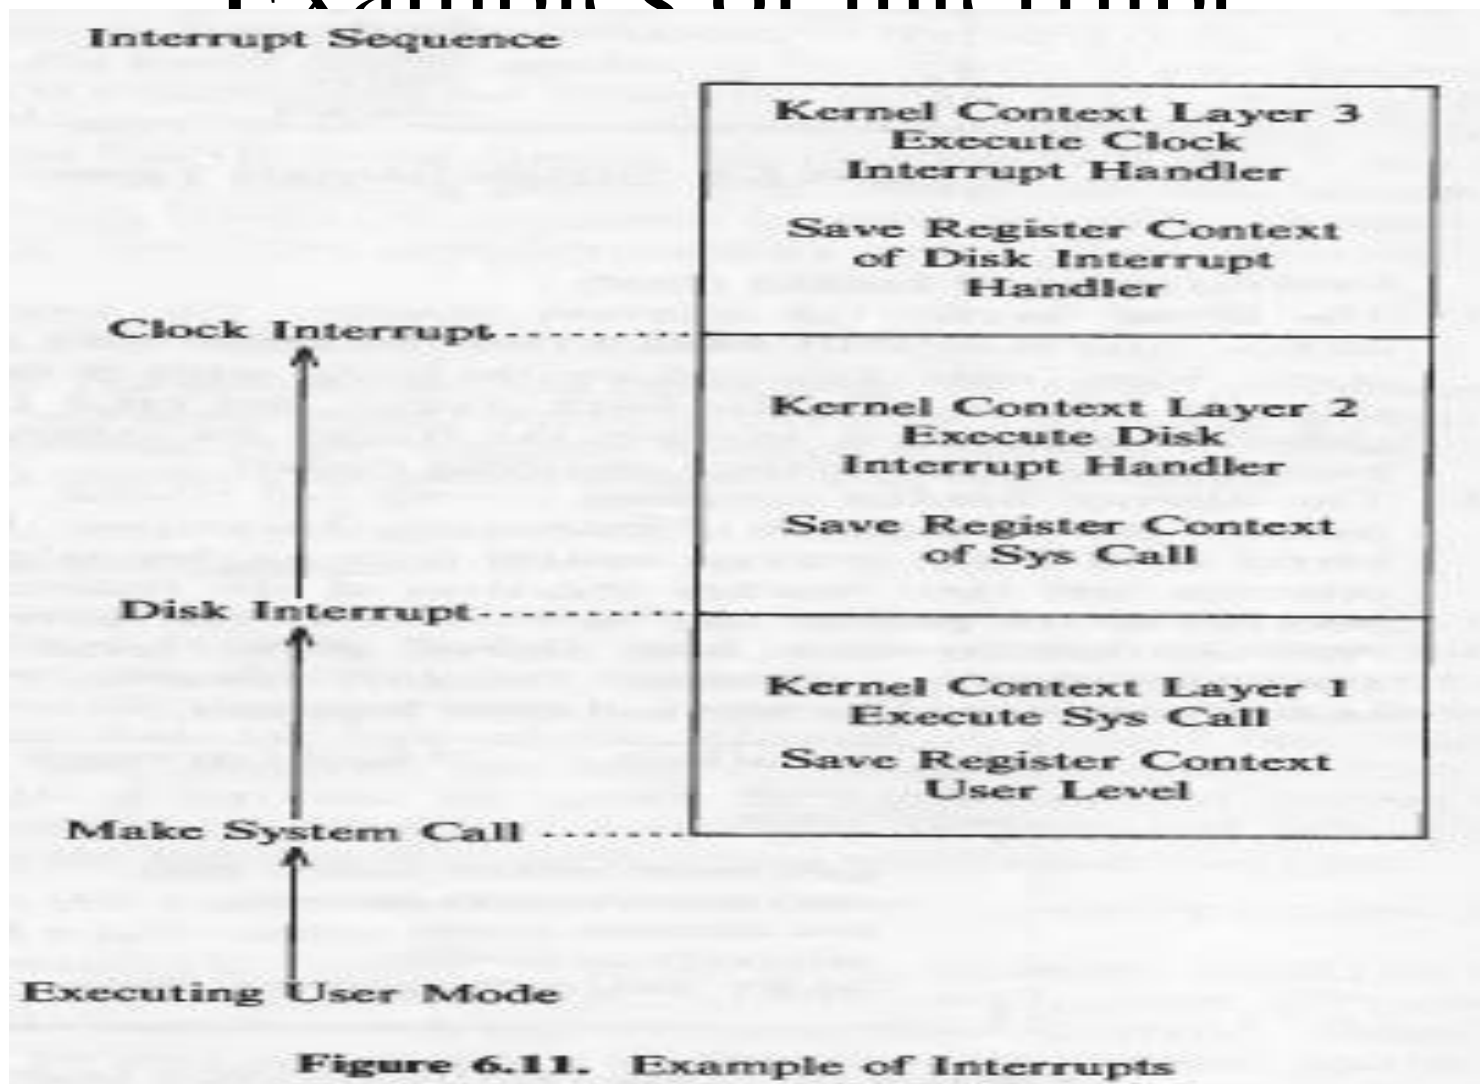 Examples of Interrupt
Interrupt Sequence
Kernel Context Layer 3
Execute Clock
Interrupt Handler
Save Register Context
of Disk Interrupt
Handler
Clock Interrupt
Kernel Context Layer 2
Execute Disk
Interrupt Handler
Save Register Context
of Sys Call
Disk Interrupt
Kernel Context Layer 1
Execute Sys Call
Save Register Context
User Level
Make System Call
Executing User Mode
Figure 6.11. Example of Interrupts